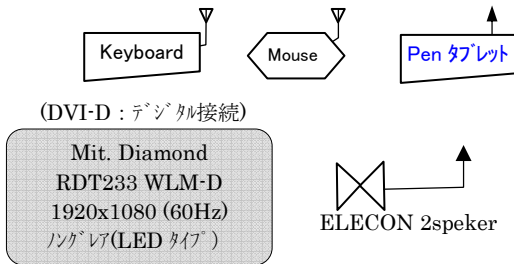 Keyboard
Mouse
Pen ﾀﾌﾞﾚｯﾄ
(DVI-D：ﾃﾞｼﾞﾀﾙ接続)
Mit. Diamond
RDT233 WLM-D
1920x1080 (60Hz)
ﾉﾝｸﾞﾚｱ(LED ﾀｲﾌﾟ)
ELECON 2speker